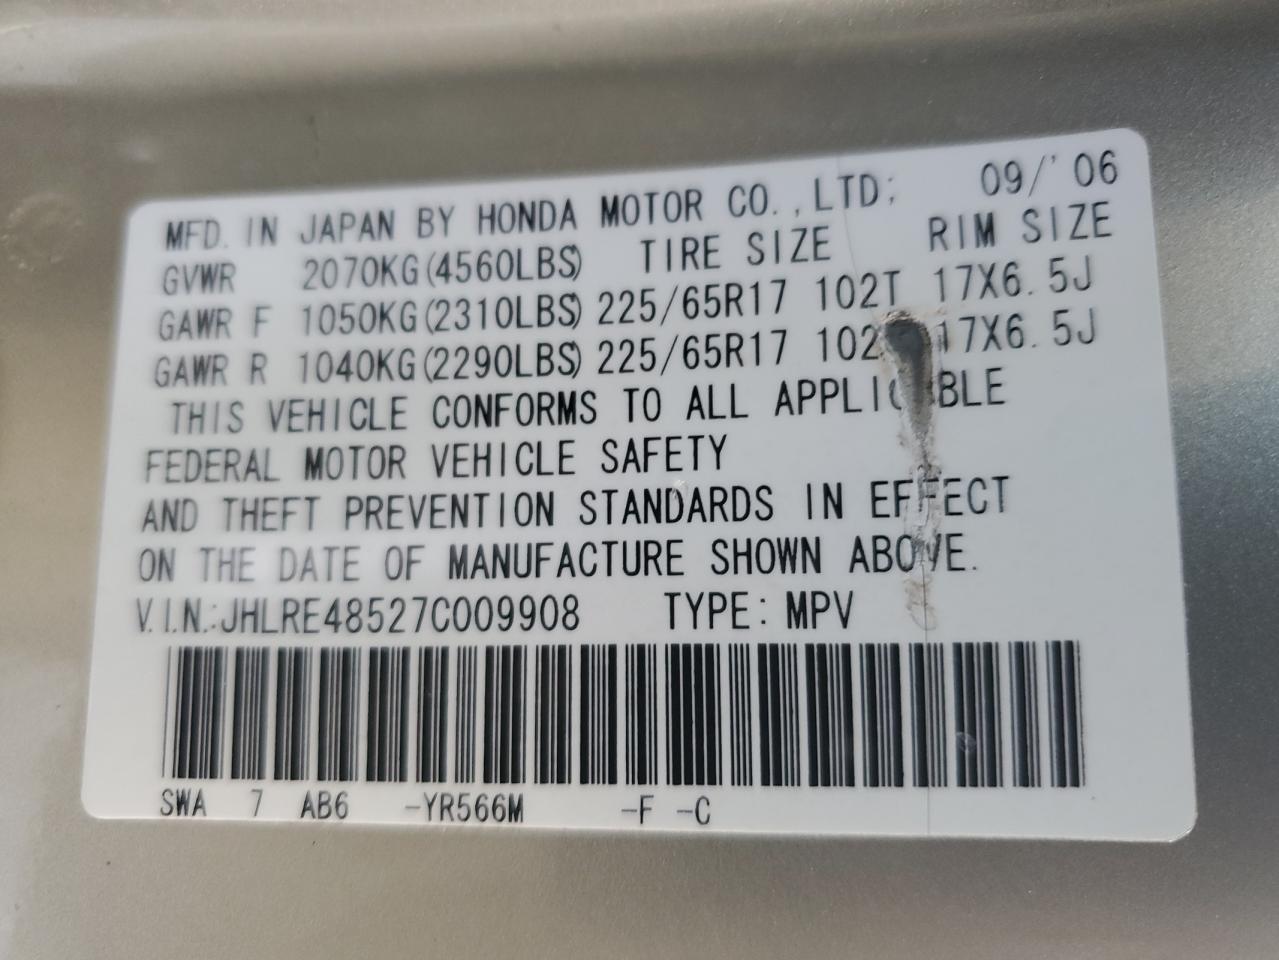 MFD. IN JAPAN BY HONDA MOTOR CO.,LTD; 09/'06
GVWR 2070KG(4560LBS) TIRE SIZE RIM SIZE
GAWR F 1050KG(2310LBS) 225/65R17 102T 17X6.5J
GAWR R 1040KG(2290LBS) 225/65R17 102 17X6.5J
THIS VEHICLE CONFORMS TO ALL APPLICABLE
FEDERAL MOTOR VEHICLE SAFETY
AND THEFT PREVENTION STANDARDS IN EFFECT
ON THE DATE OF MANUFACTURE SHOWN ABOVE.
V.I.N.:JHLRE48527C009908 TYPE: MPV
SWA 7 AB6 -YR566M -F -C